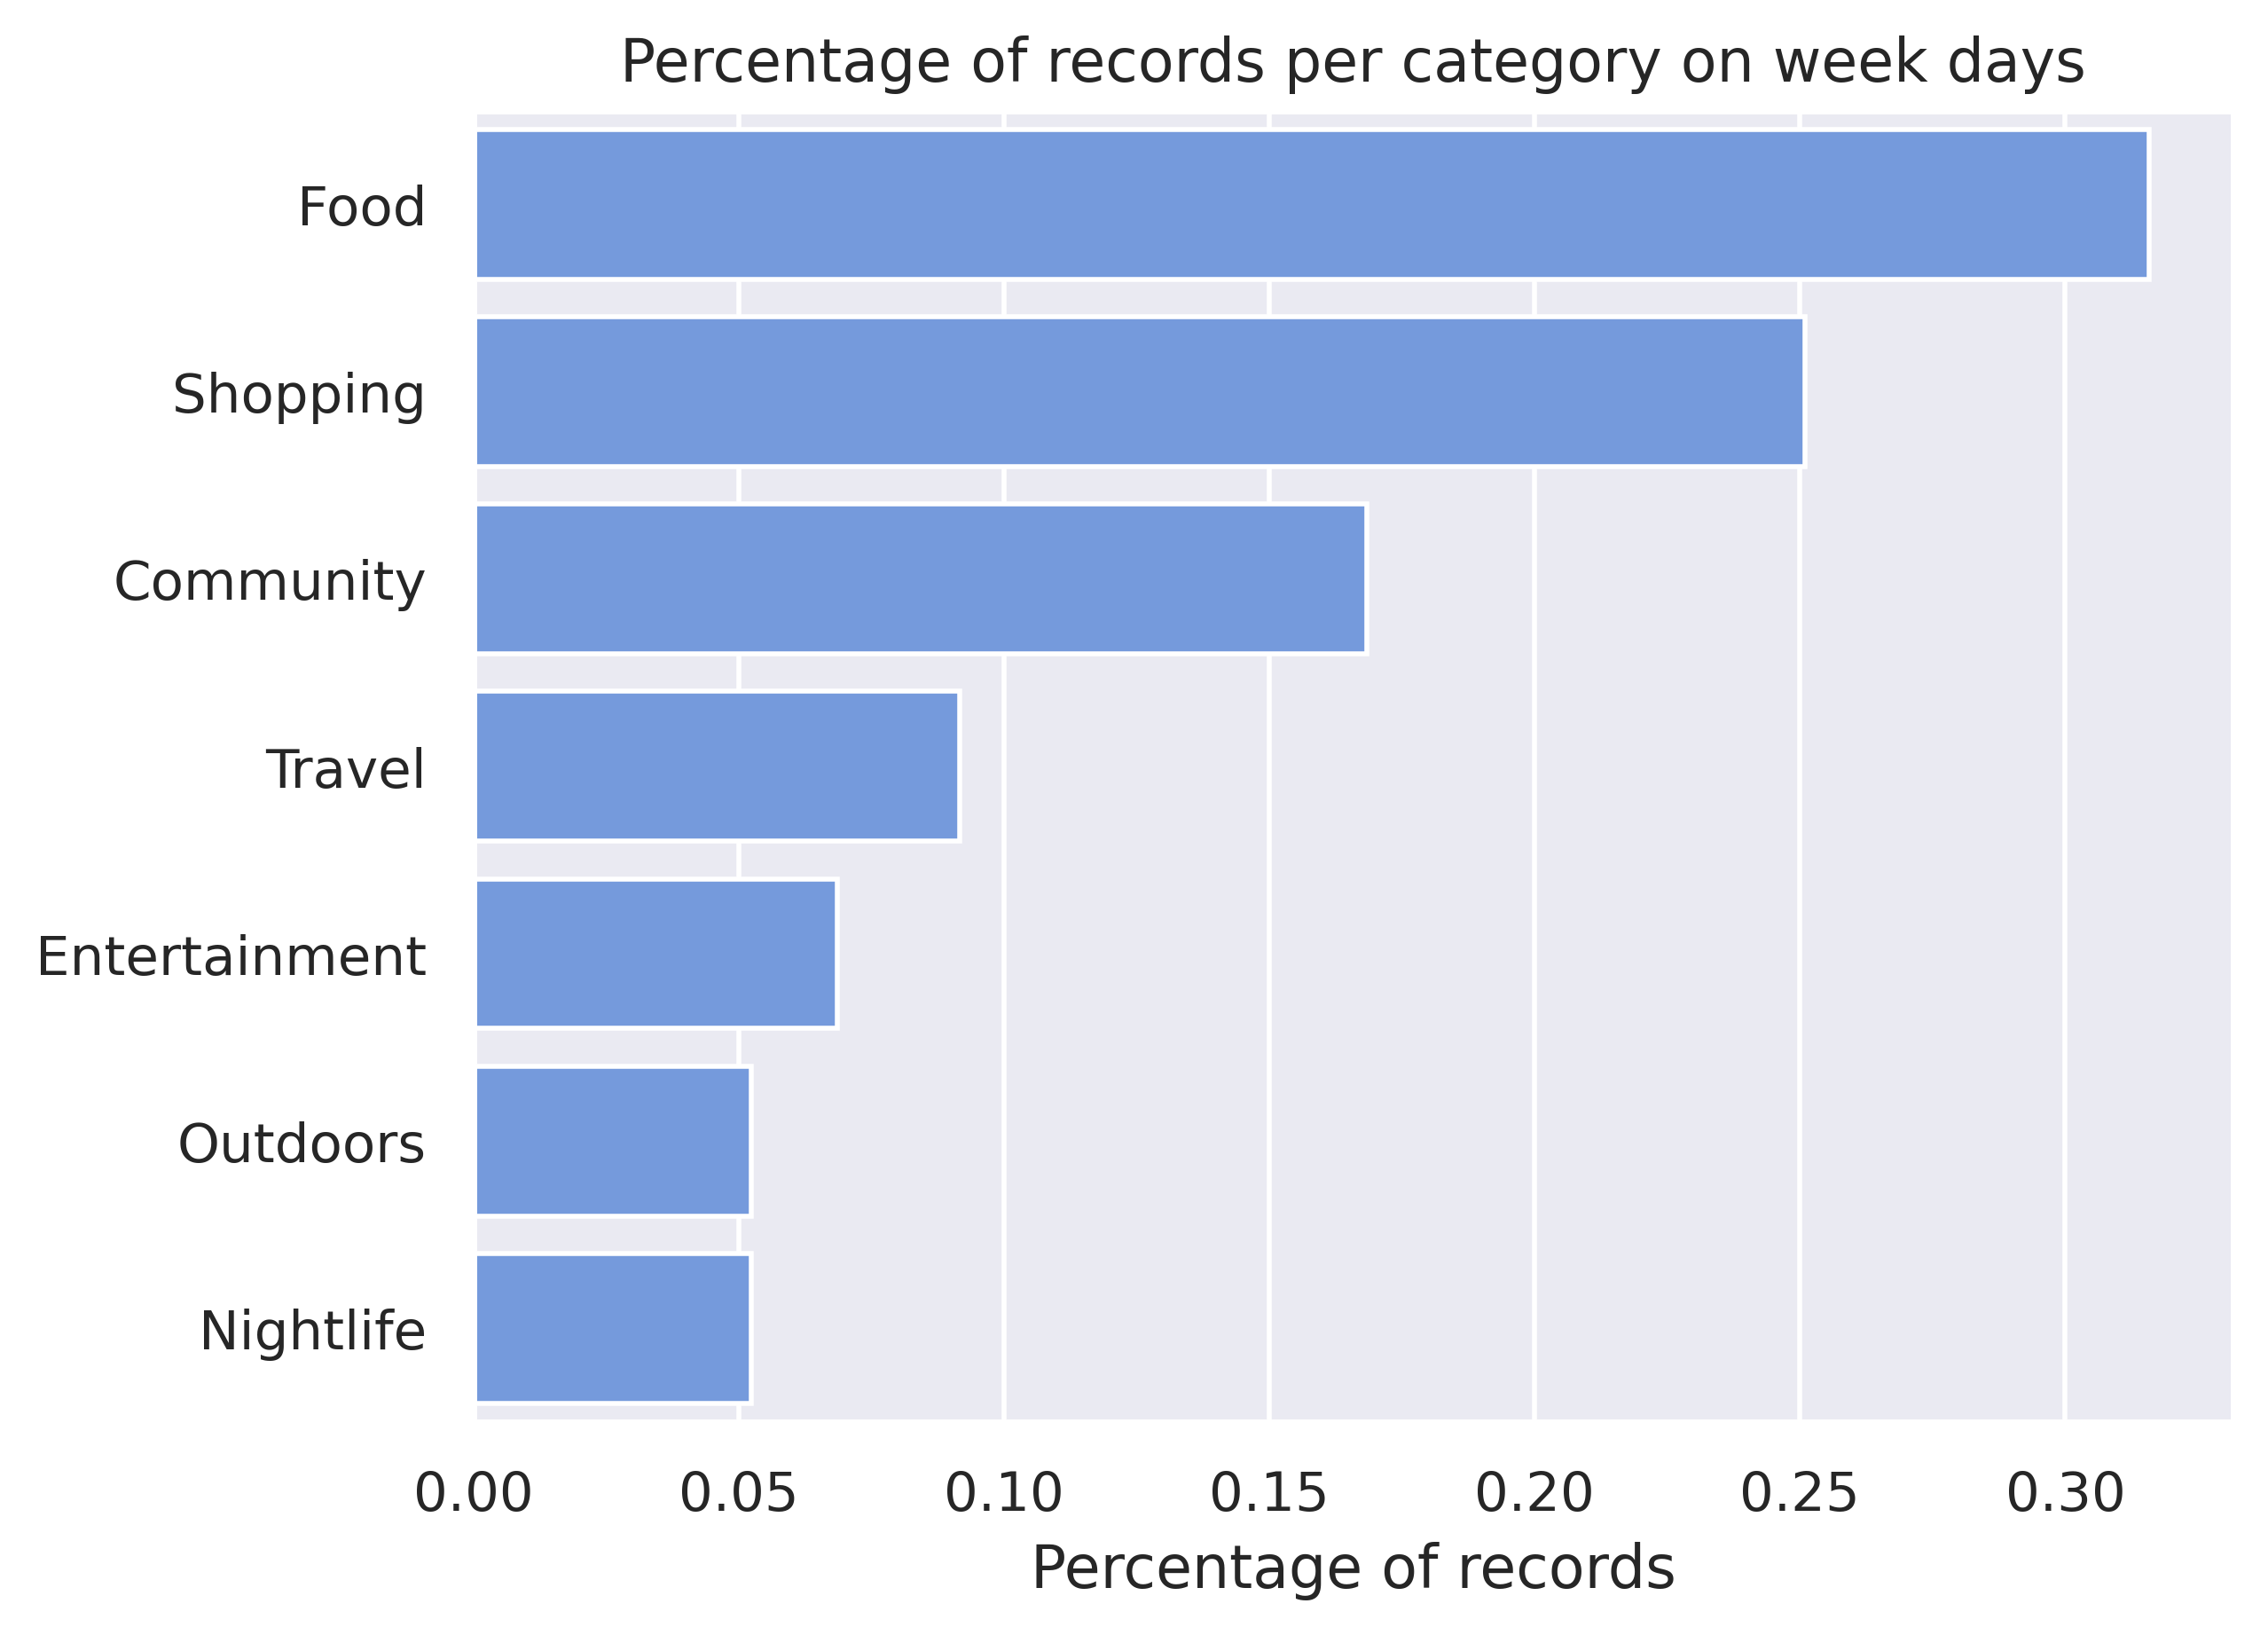 Percentage of records per category on week days
Food
Shopping
Community
Travel
Entertainment
Outdoors
Nightlife
0.00 0.05 0.10 0.15 0.20 0.25 0.30
Percentage of records